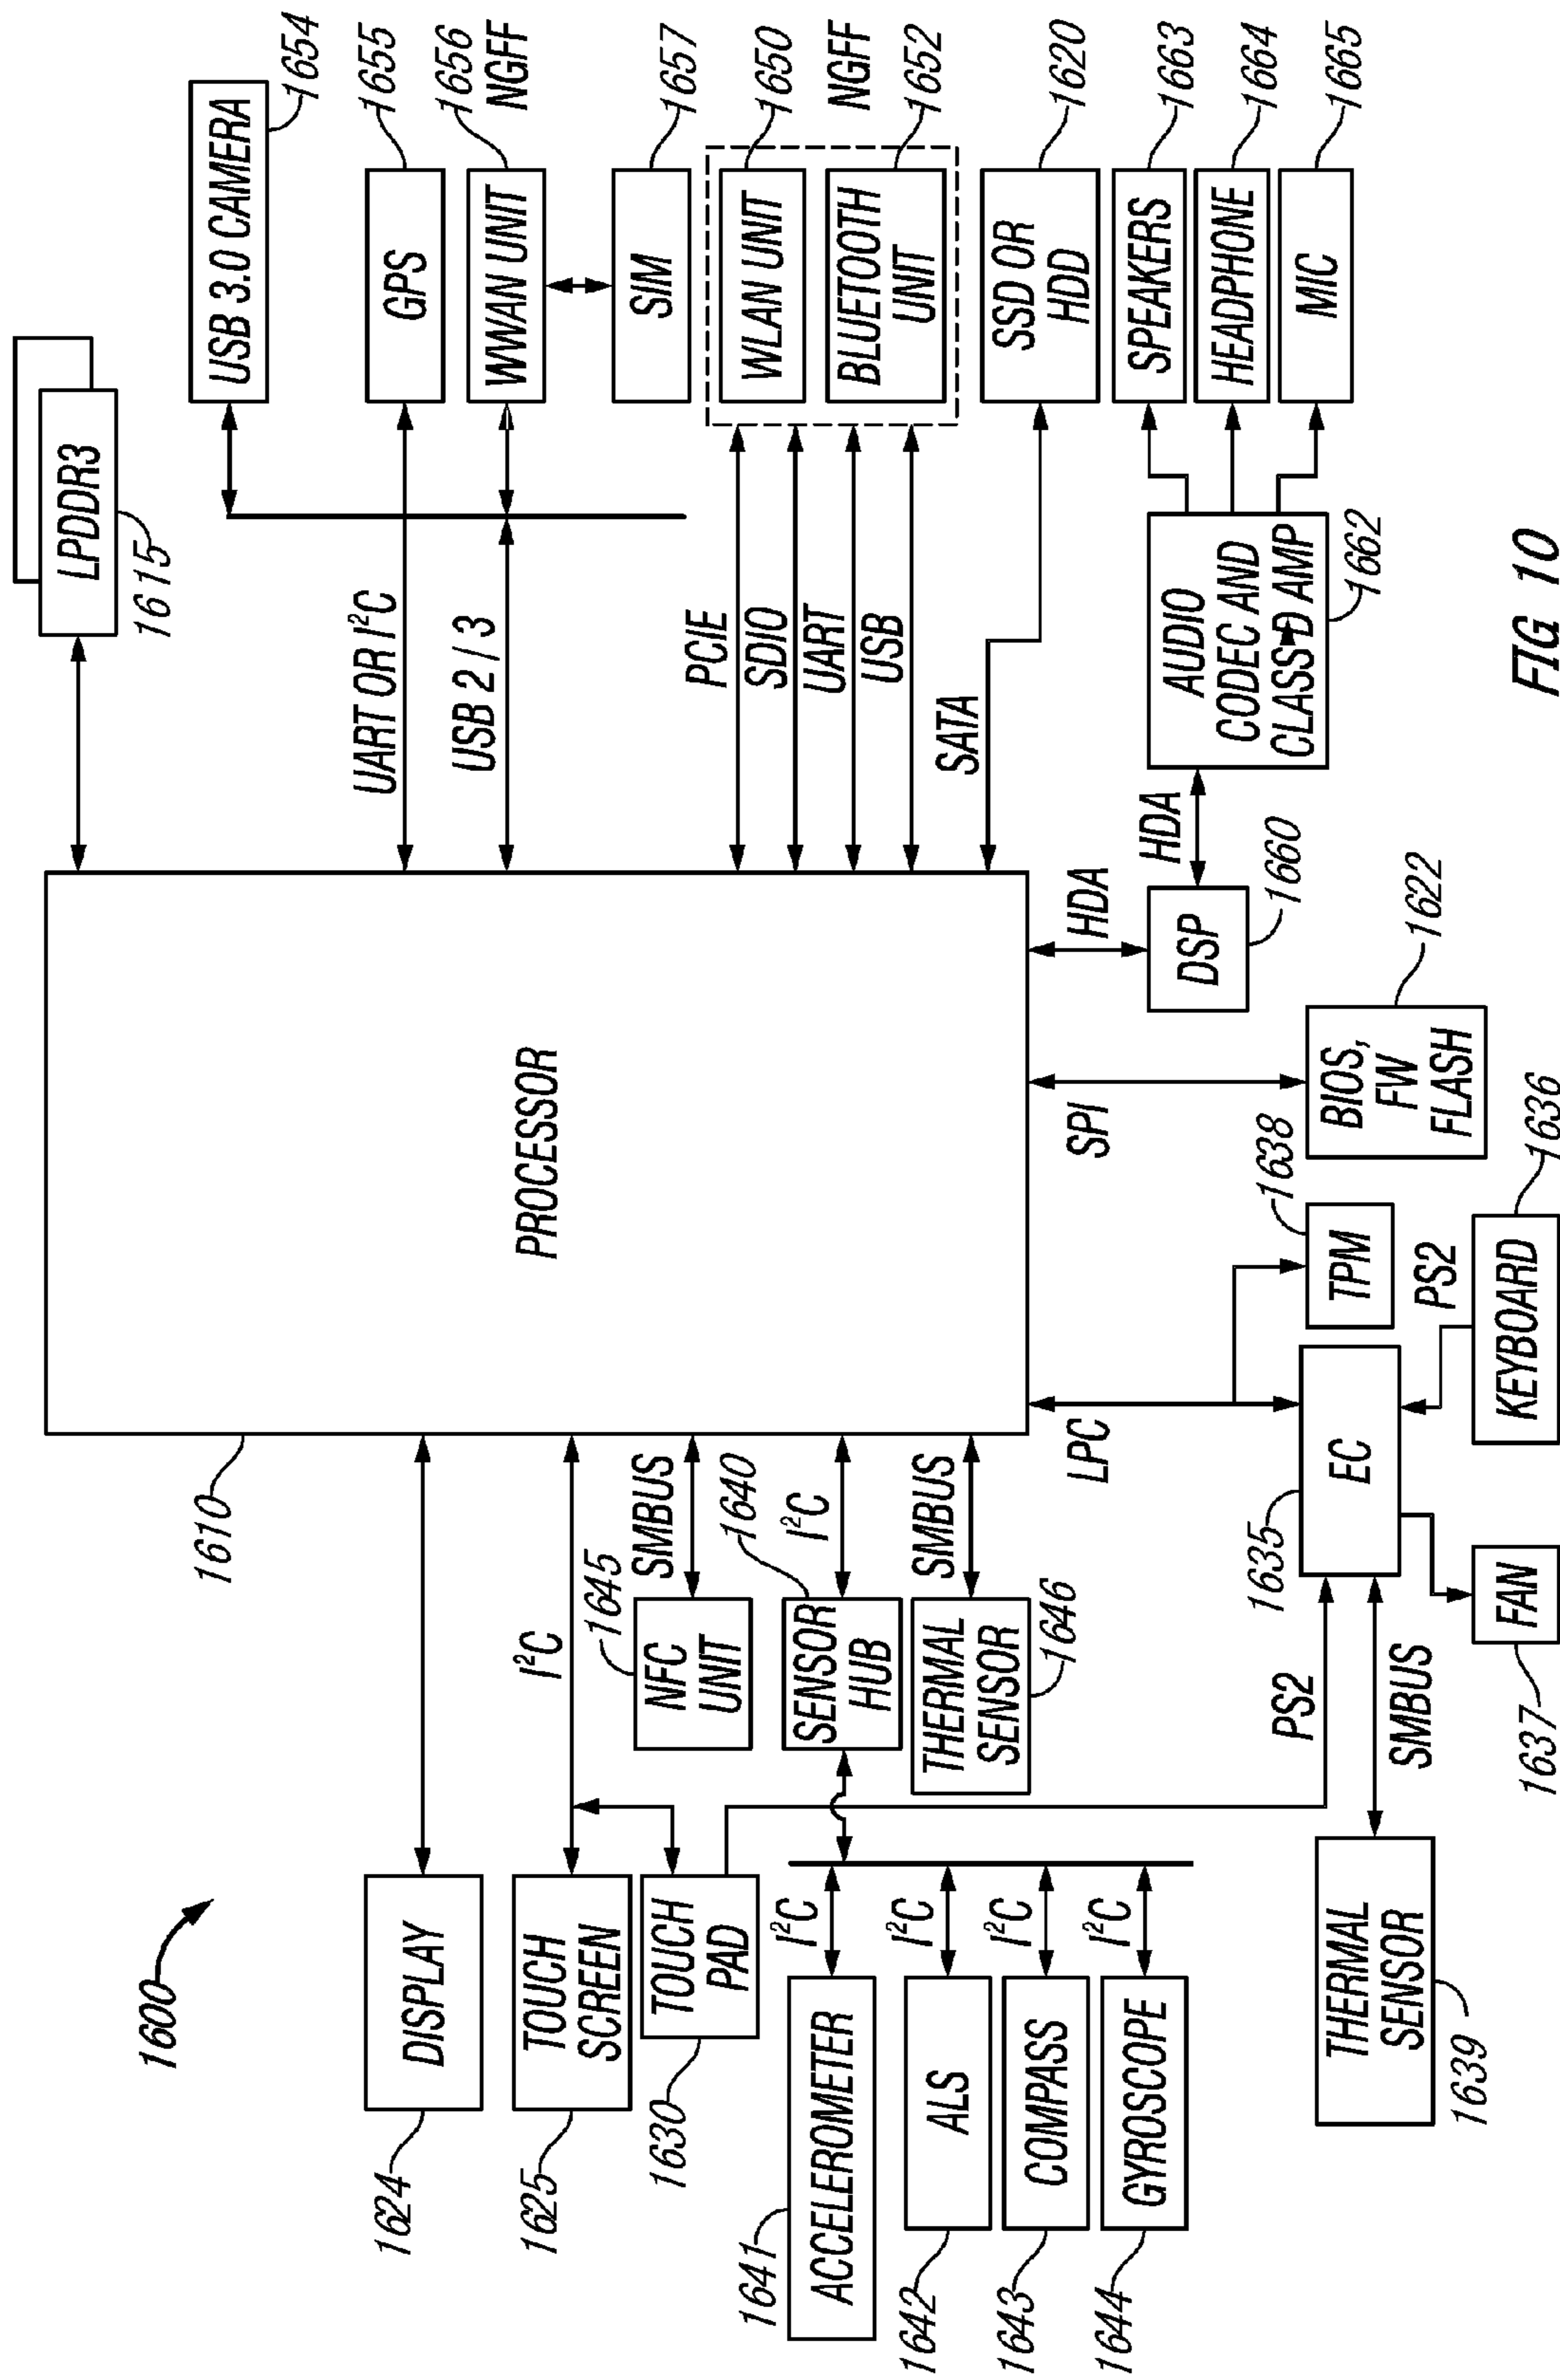 1600
LPDDR3
1615
USB 3.0 CAMERA
1654
1610
PROCESSOR
DISPLAY
1624
UART OR I²C
GPS
1655
USB 2 / 3
WWAN UNIT
1656
NGFF
TOUCH
SCREEN
1625
I²C
SIM
1657
TOUCH
PAD
1630
NFC
UNIT
1645
SMBUS
PCIE
SDIO
UART
USB
WLAN UNIT
1650
BLUETOOTH
UNIT
NGFF
1652
SENSOR
HUB
1640
I²C
THERMAL
SENSOR
1646
SMBUS
SATA
SSD OR
HDD
1620
ACCELEROMETER
1641
I²C
ALS
1642
I²C
COMPASS
1643
I²C
GYROSCOPE
1644
I²C
LPC
SPI
HDA
DSP
1660
HDA
AUDIO
CODEC AND
CLASS D AMP
1662
SPEAKERS
1663
HEADPHONE
1664
MIC
1665
THERMAL
SENSOR
1639
PS2
SMBUS
EC
1635
TPM
1638
BIOS,
FW
FLASH
1622
FAN
1637
PS2
KEYBOARD
1636
FIG 10